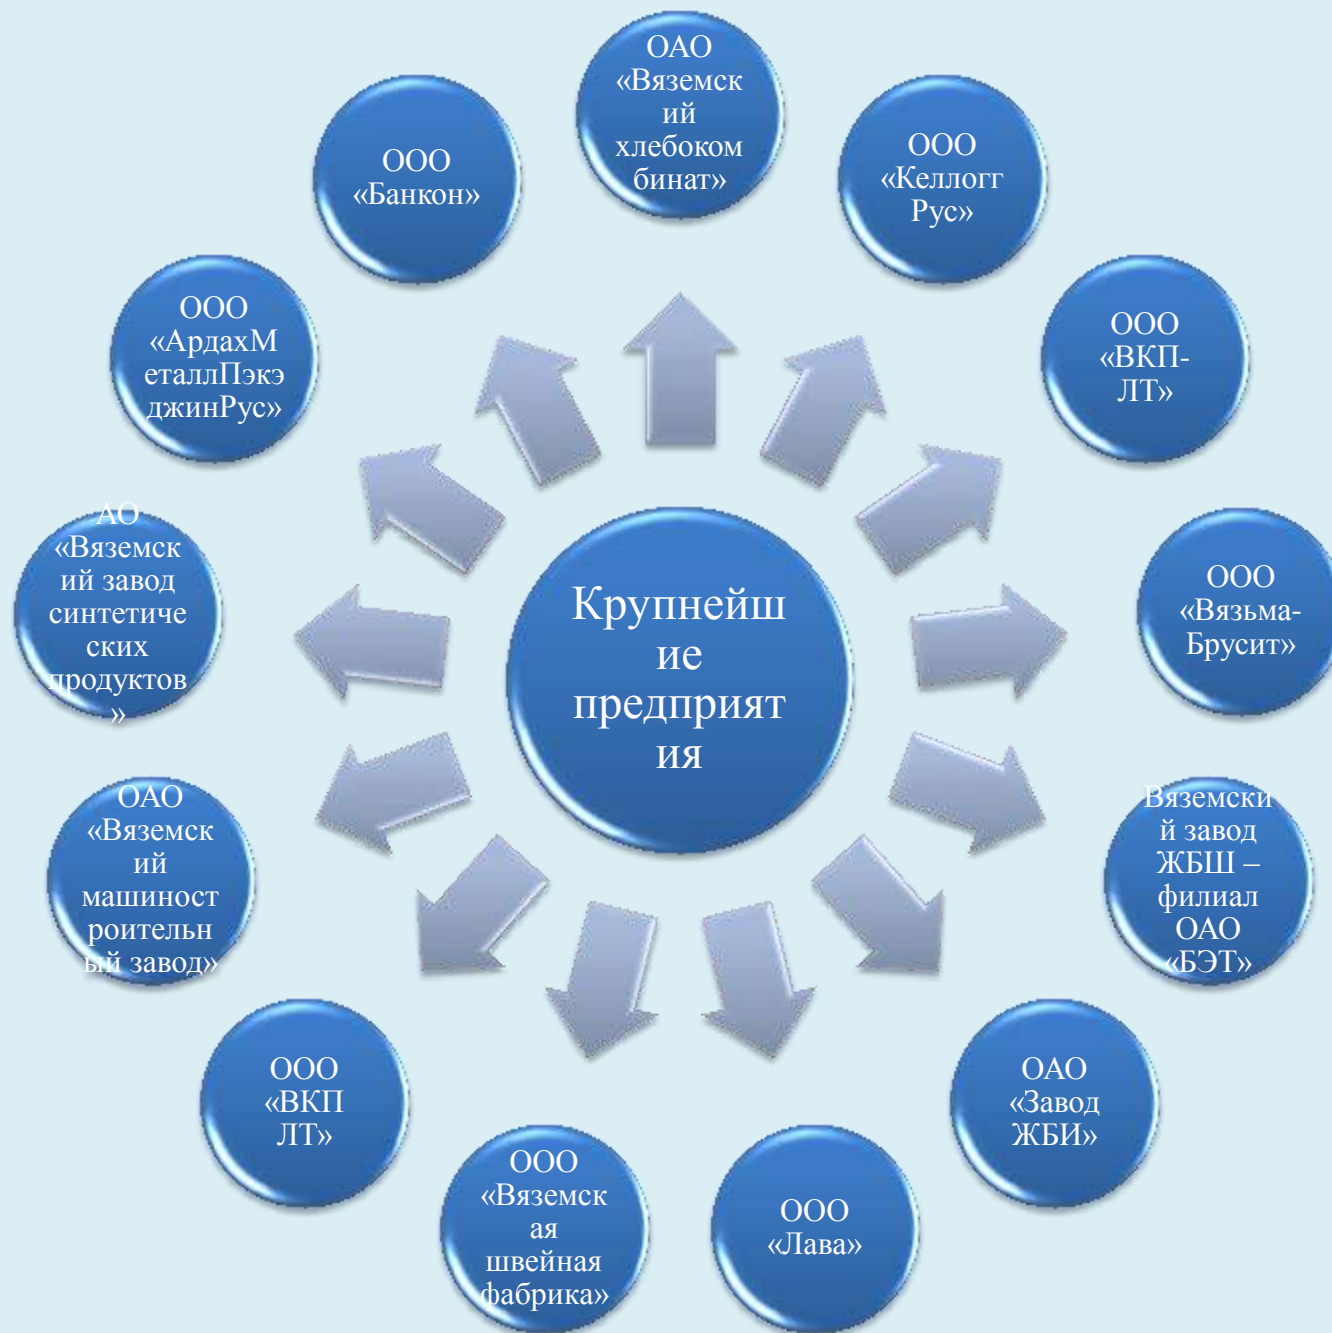 ОАО
«Вяземск
ий
хлебоком
бинат»
ООО
«Келлогг
Рус»
ООО
«ВКП-
ЛТ»
ООО
«Вязьма-
Брусит»
Вяземски
й завод
ЖБШ –
филиал
ОАО
«БЭТ»
ОАО
«Завод
ЖБИ»
ООО
«Лава»
ООО
«Вяземск
ая
швейная
фабрика»
ООО
«ВКП
ЛТ»
ОАО
«Вяземск
ий
машиност
роительн
ый завод»
АО
«Вяземск
ий завод
синтетиче
ских
продуктов
»
ООО
«АрдахМ
еталлПэкэ
джинРус»
ООО
«Банкон»
Крупнейш
ие
предприят
ия